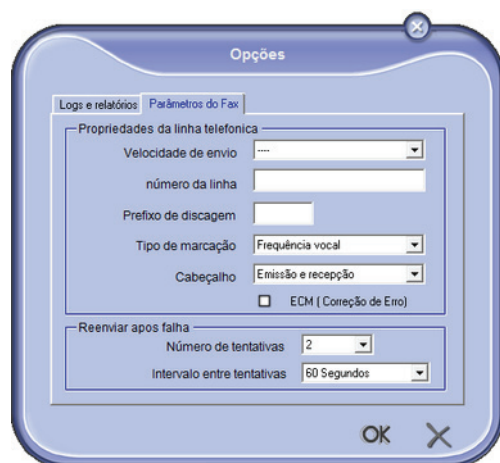 Opções
Logs e relatórios Parâmetros do Fax
Propriedades da linha telefonica
Velocidade de envio ----
número da linha
Prefixo de discagem
Tipo de marcação Frequência vocal
Cabeçalho Emissão e recepção
ECM ( Correção de Erro)
Reenviar apos falha
Número de tentativas 2
Intervalo entre tentativas 60 Segundos
OK